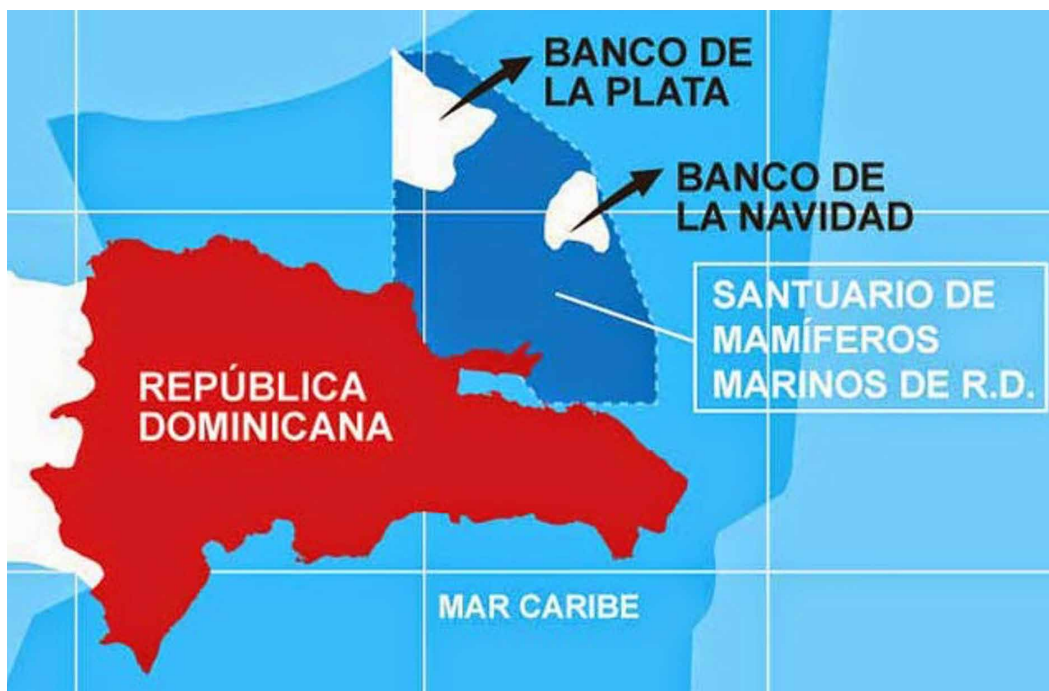 BANCO DE
LA PLATA
BANCO DE
LA NAVIDAD
SANTUARIO DE
MAMÍFEROS
MARINOS DE R.D.
REPÚBLICA
DOMINICANA
MAR CARIBE